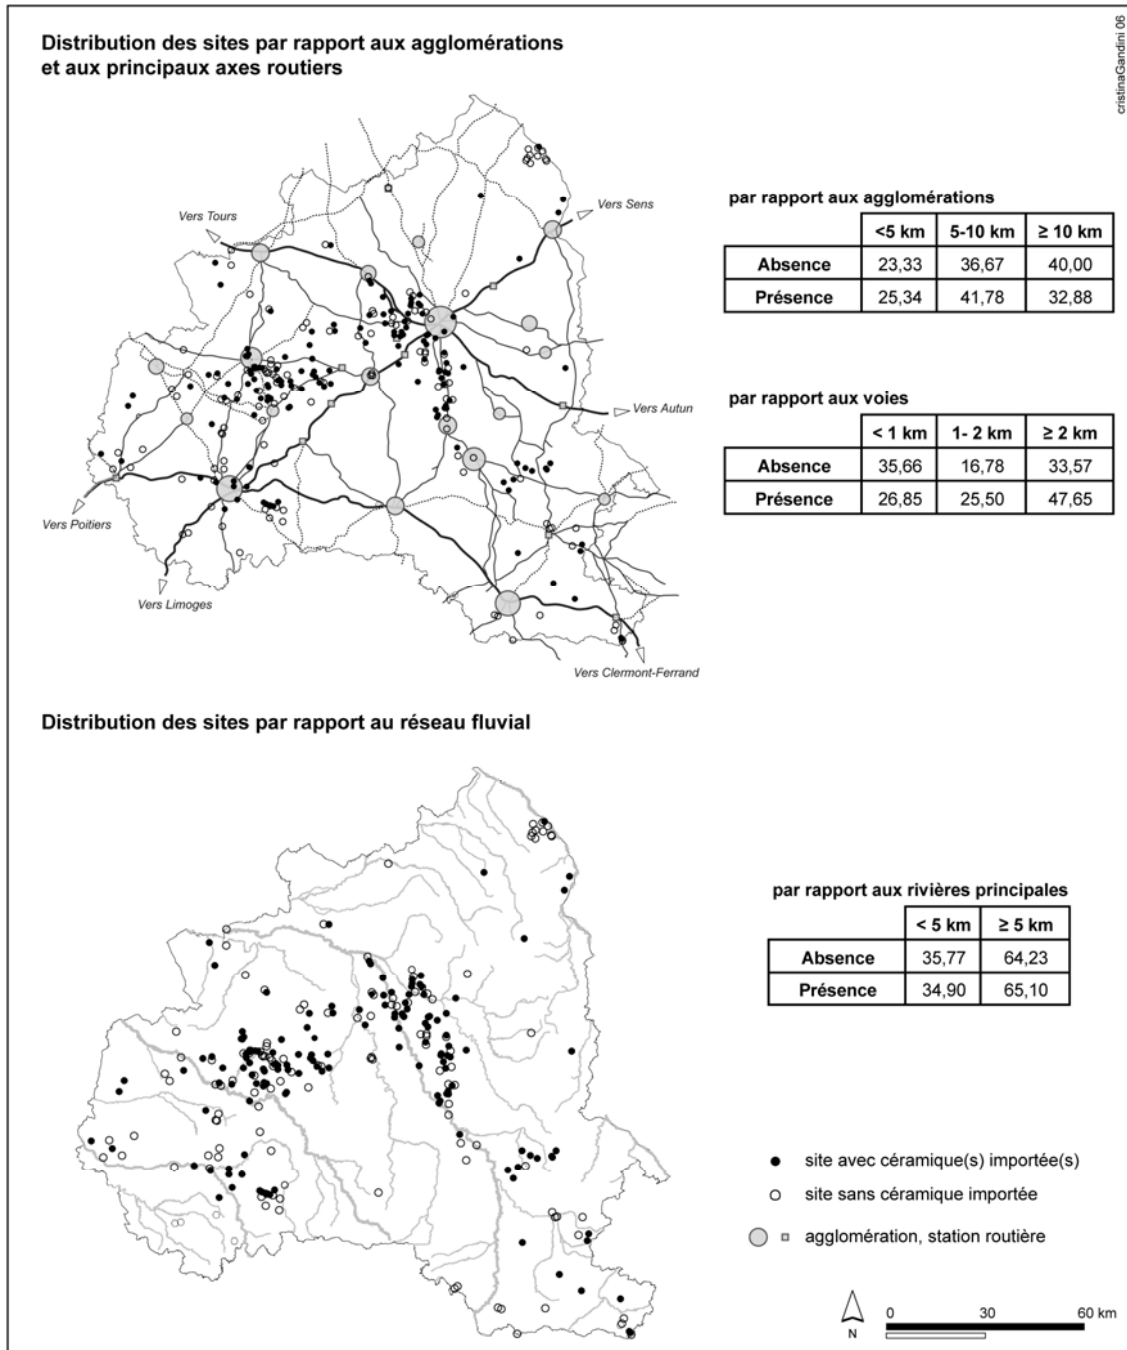 cristinaGandini 06
Distribution des sites par rapport aux agglomérations
et aux principaux axes routiers
Vers Tours
Vers Sens
Vers Autun
Vers Poitiers
Vers Limoges
Vers Clermont-Ferrand
par rapport aux agglomérations
<5 km 5-10 km ≥ 10 km
Absence 23,33 36,67 40,00
Présence 25,34 41,78 32,88
par rapport aux voies
< 1 km 1- 2 km ≥ 2 km
Absence 35,66 16,78 33,57
Présence 26,85 25,50 47,65
Distribution des sites par rapport au réseau fluvial
par rapport aux rivières principales
< 5 km ≥ 5 km
Absence 35,77 64,23
Présence 34,90 65,10
site avec céramique(s) importée(s)
site sans céramique importée
agglomération, station routière
N
0 30 60 km